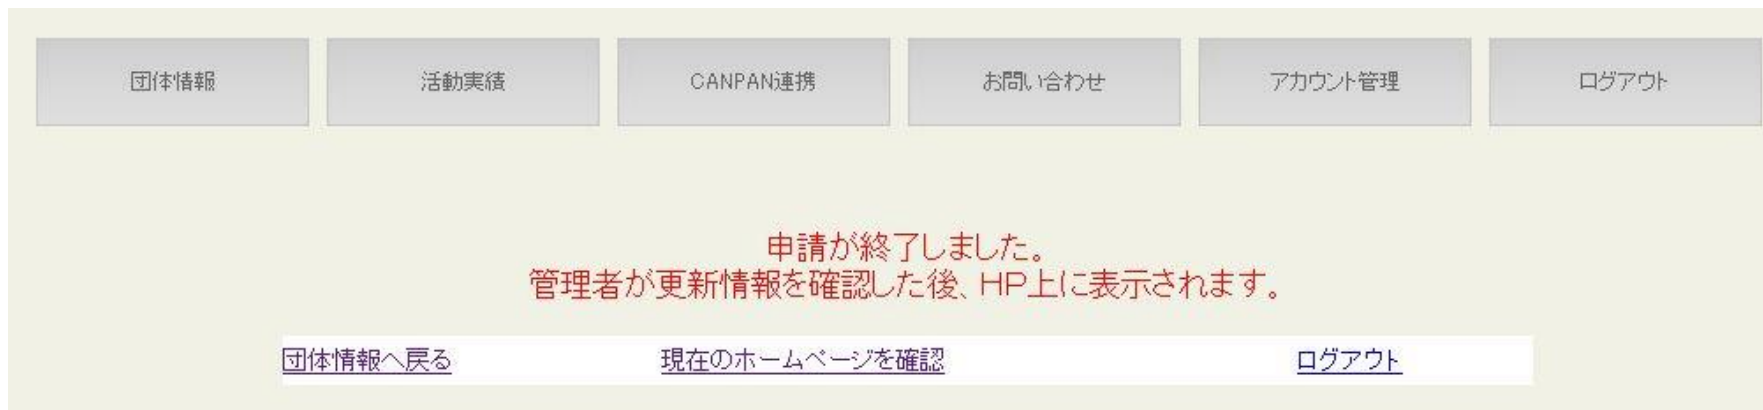 団体情報 活動実績 CANPAN連携 お問い合わせ アカウント管理 ログアウト
申請が終了しました。
管理者が更新情報を確認した後、HP上に表示されます。
団体情報へ戻る 現在のホームページを確認 ログアウト